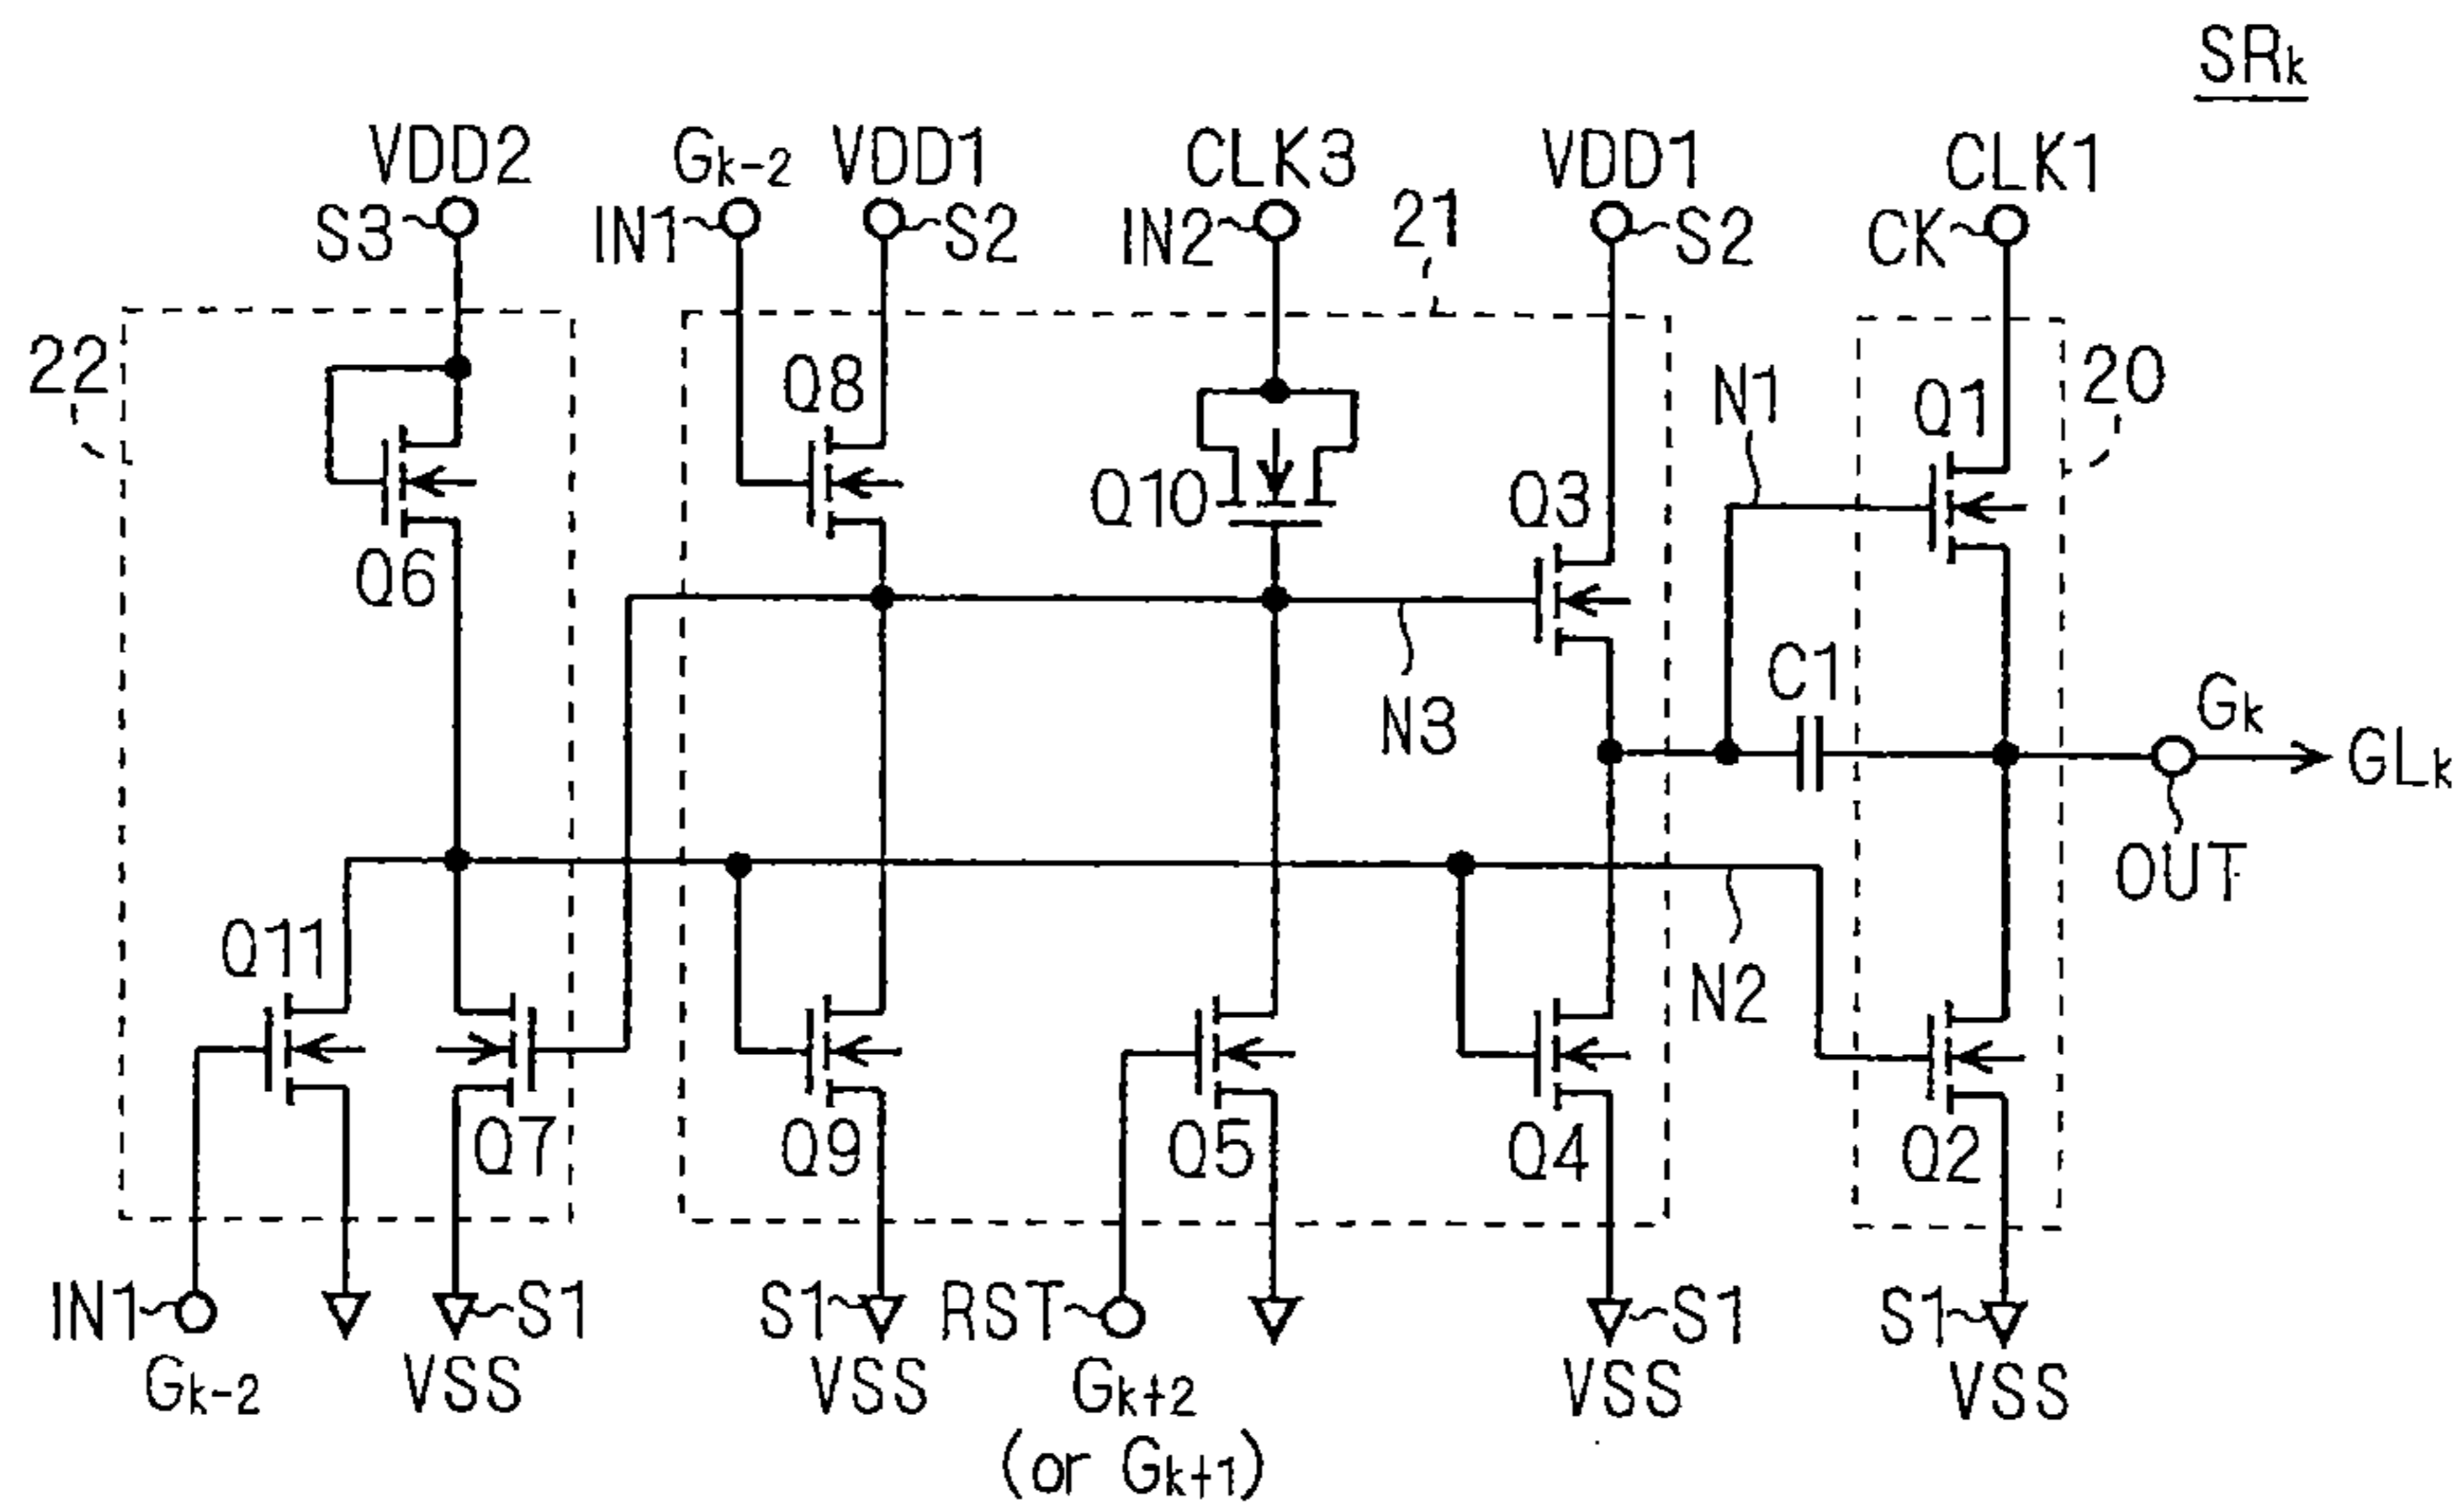 SRk
VDD2 Gk-2 VDD1 CLK3 VDD1 CLK1
S3 IN1 S2 IN2 21 S2 CK
22 Q8 N1 Q1 20
Q6 Q10 Q3
N3 C1 Gk GLk
OUT
Q11 N2
Q7 Q9 Q5 Q4 Q2
IN1 S1 S1 RST S1 S1
Gk-2 VSS VSS Gk+2 VSS VSS
(or Gk+1)